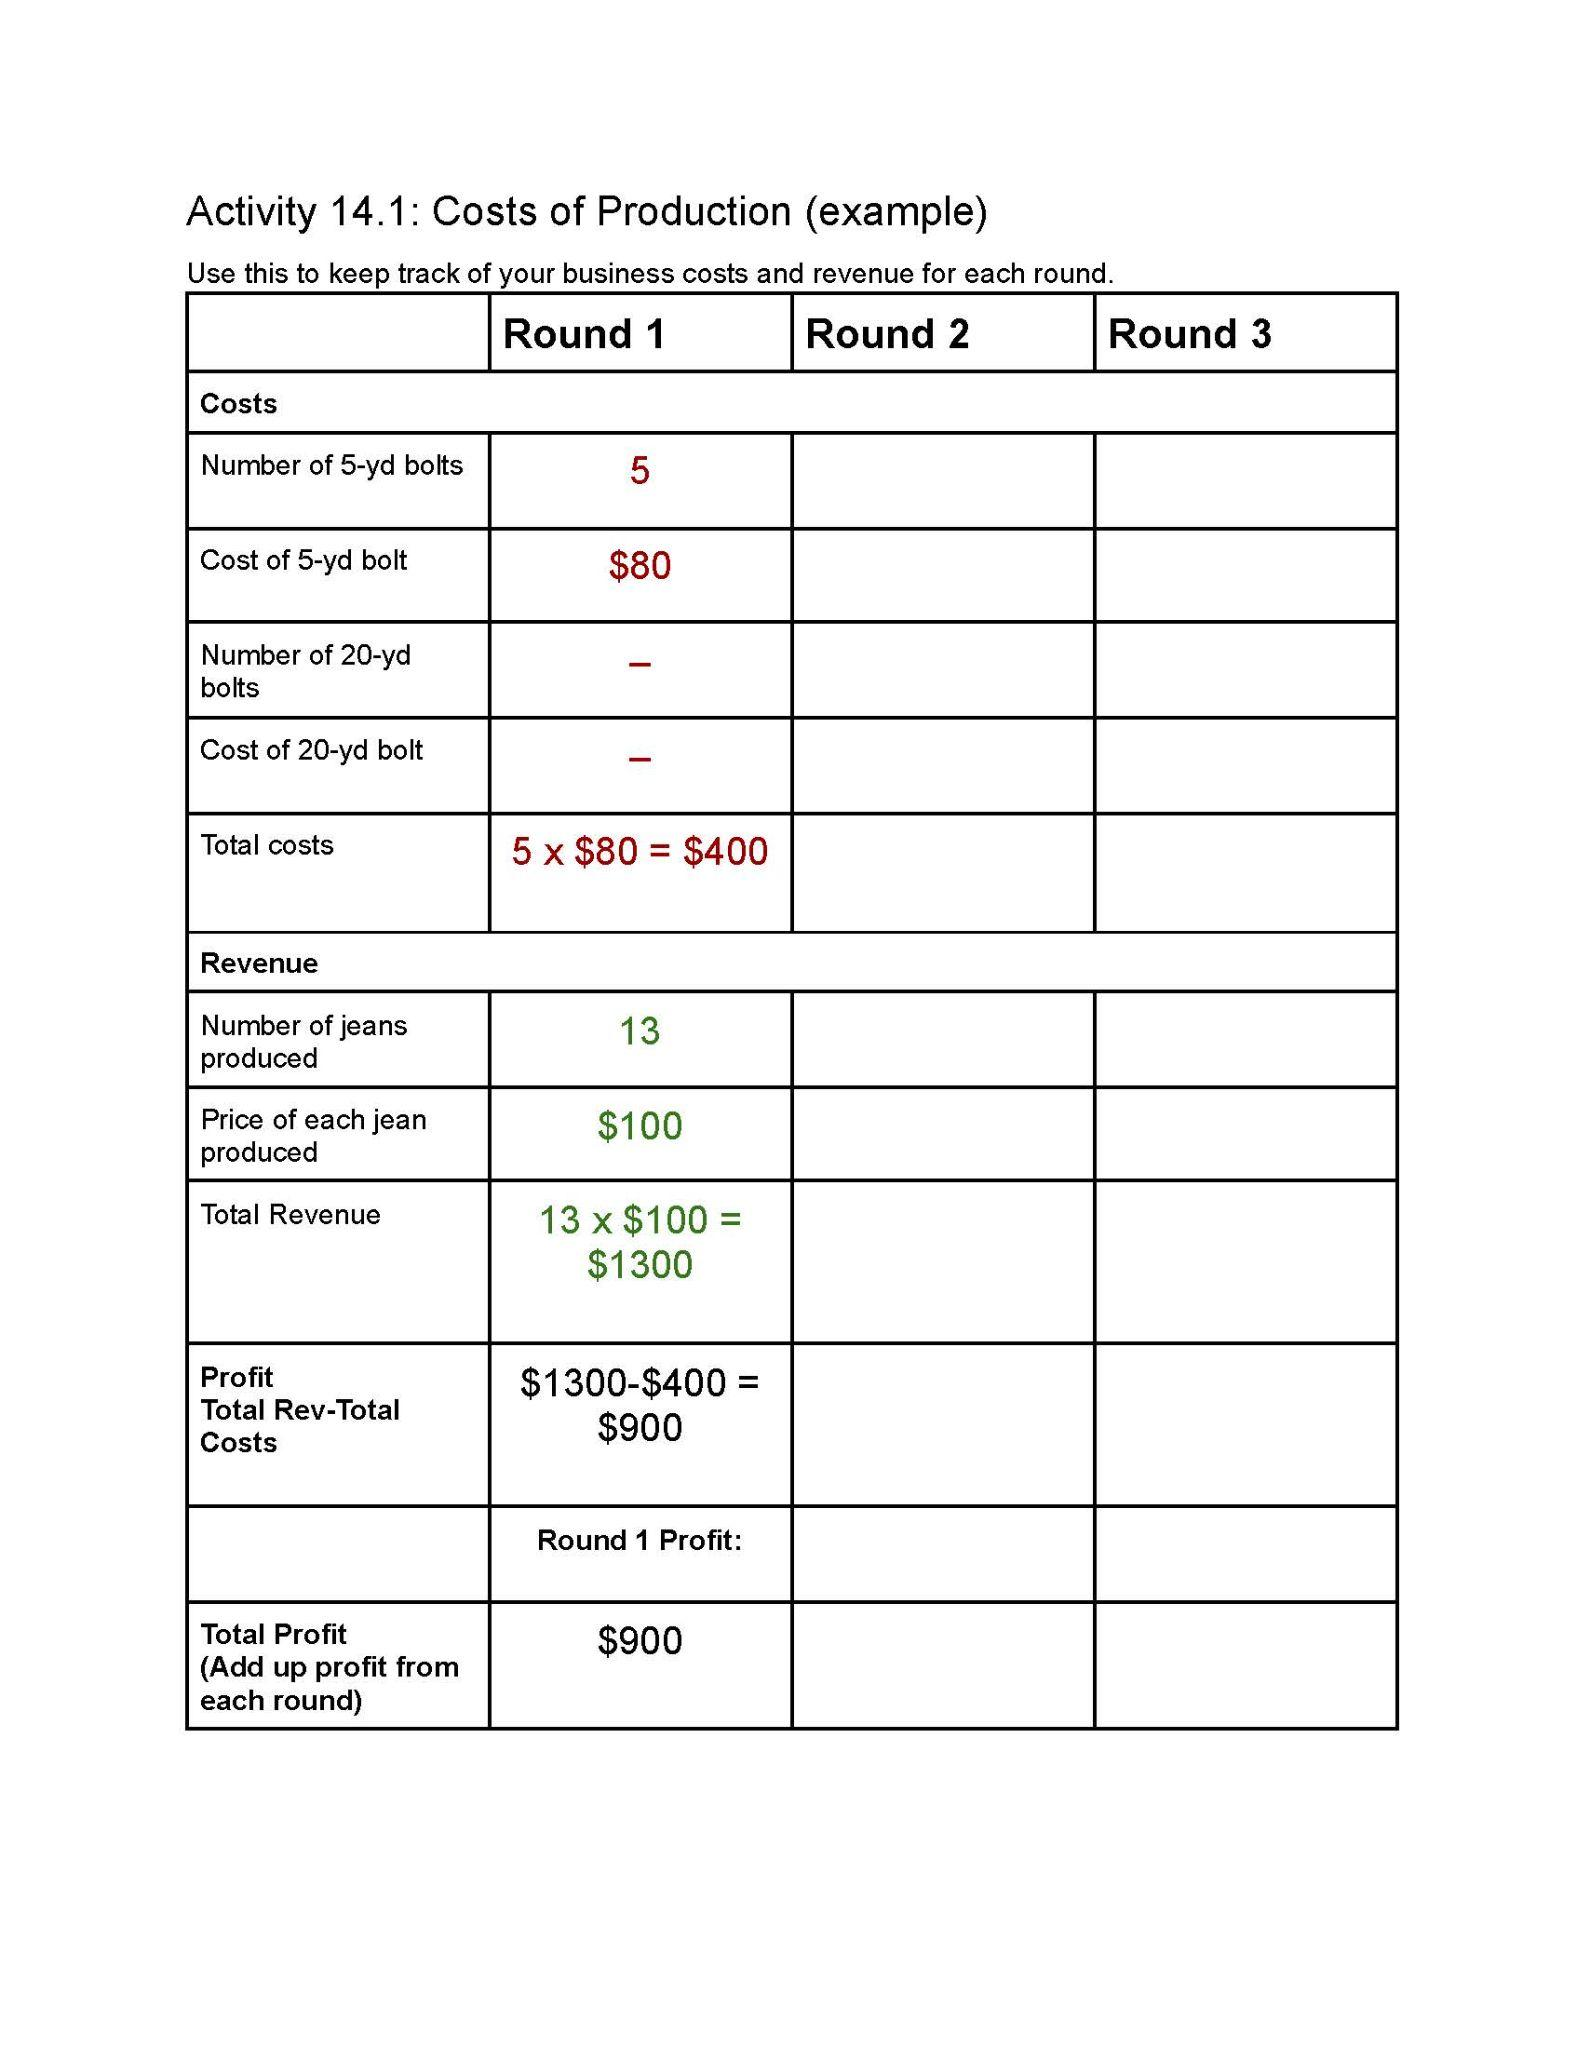 Activity 14.1: Costs of Production (example)
Use this to keep track of your business costs and revenue for each round.
Round 1
Round 2
Round 3
Costs
Number of 5-yd bolts
5
Cost of 5-yd bolt
$80
Number of 20-yd
bolts
–
Cost of 20-yd bolt
–
Total costs
5 x $80 = $400
Revenue
Number of jeans
produced
13
Price of each jean
produced
$100
Total Revenue
13 x $100 =
$1300
Profit
Total Rev-Total
Costs
$1300-$400 =
$900
Round 1 Profit:
Total Profit
(Add up profit from
each round)
$900